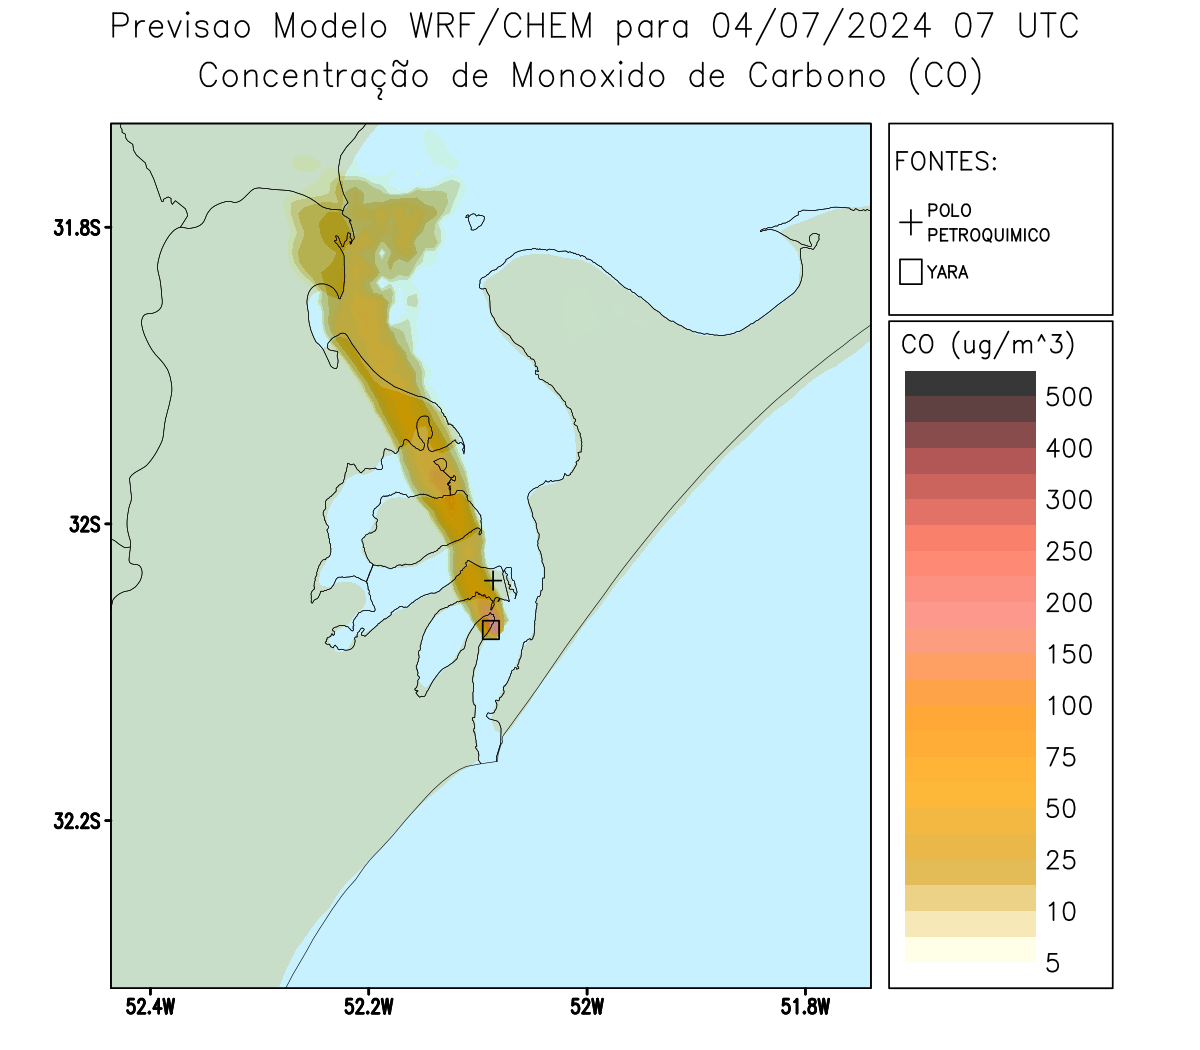 Previsao Modelo WRF/CHEM para 04/07/2024 07 UTC
Concentração de Monoxido de Carbono (CO)
FONTES:
POLO
PETROQUIMICO
YARA
CO (ug/m^3)
500
400
300
250
200
150
100
75
50
25
10
5
31.8S
32S
32.2S
52.4W
52.2W
52W
51.8W